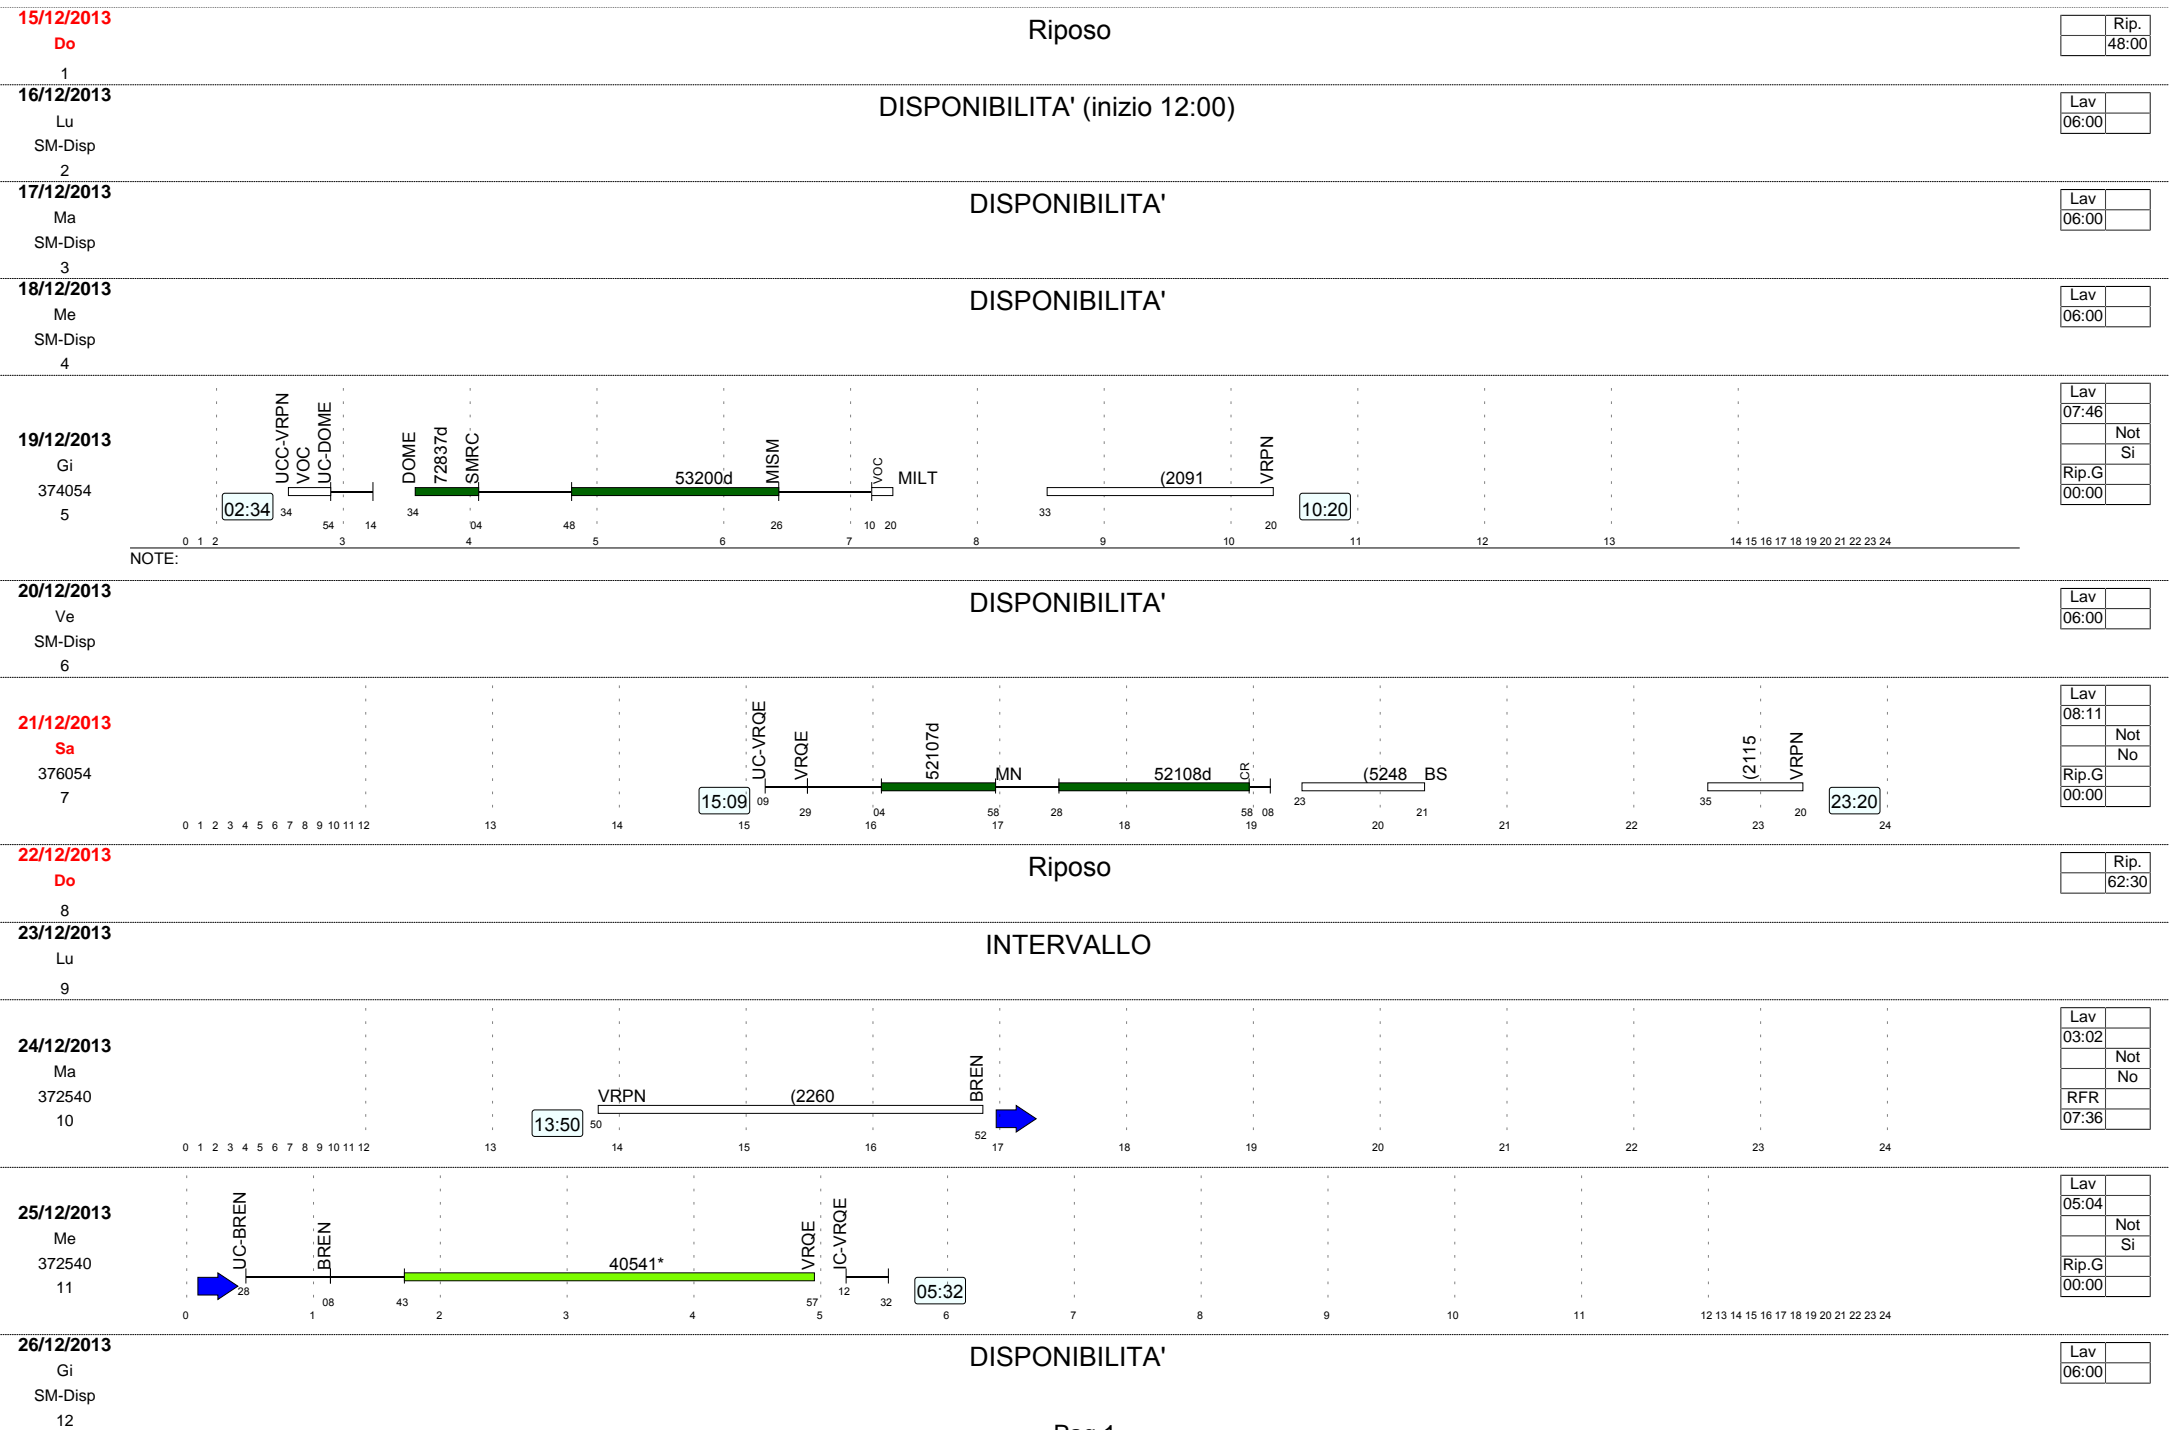 15/12/2013
Do
1
Riposo
Rip.
48:00
16/12/2013
Lu
SM-Disp
2
DISPONIBILITA' (inizio 12:00)
Lav
06:00
17/12/2013
Ma
SM-Disp
3
DISPONIBILITA'
Lav
06:00
18/12/2013
Me
SM-Disp
4
DISPONIBILITA'
Lav
06:00
19/12/2013
Gi
374054
5
02:34
UCC-VRPN
VOC
UC-DOME
DOME
72837d
SMRC
53200d
MISM
VOC
MILT
(2091
VRPN
10:20
34 54 14 34 04 48 26 10 20 33 20
0 1 2 3 4 5 6 7 8 9 10 11 12 13 14 15 16 17 18 19 20 21 22 23 24
NOTE:
Lav
07:46
Not
Si
Rip.G
00:00
20/12/2013
Ve
SM-Disp
6
DISPONIBILITA'
Lav
06:00
21/12/2013
Sa
376054
7
15:09
UC-VRQE
VRQE
52107d
MN
52108d
CR
(5248
BS
(2115
VRPN
23:20
09 29 04 58 28 58 08 23 21 35 20
0 1 2 3 4 5 6 7 8 9 10 11 12 13 14 15 16 17 18 19 20 21 22 23 24
Lav
08:11
Not
No
Rip.G
00:00
22/12/2013
Do
8
Riposo
Rip.
62:30
23/12/2013
Lu
9
INTERVALLO
24/12/2013
Ma
372540
10
13:50
VRPN
(2260
BREN
50 52
0 1 2 3 4 5 6 7 8 9 10 11 12 13 14 15 16 17 18 19 20 21 22 23 24
Lav
03:02
Not
No
RFR
07:36
25/12/2013
Me
372540
11
UC-BREN
BREN
40541*
VRQE
IC-VRQE
05:32
28 08 43 57 12 32
0 1 2 3 4 5 6 7 8 9 10 11 12 13 14 15 16 17 18 19 20 21 22 23 24
Lav
05:04
Not
Si
Rip.G
00:00
26/12/2013
Gi
SM-Disp
12
DISPONIBILITA'
Lav
06:00